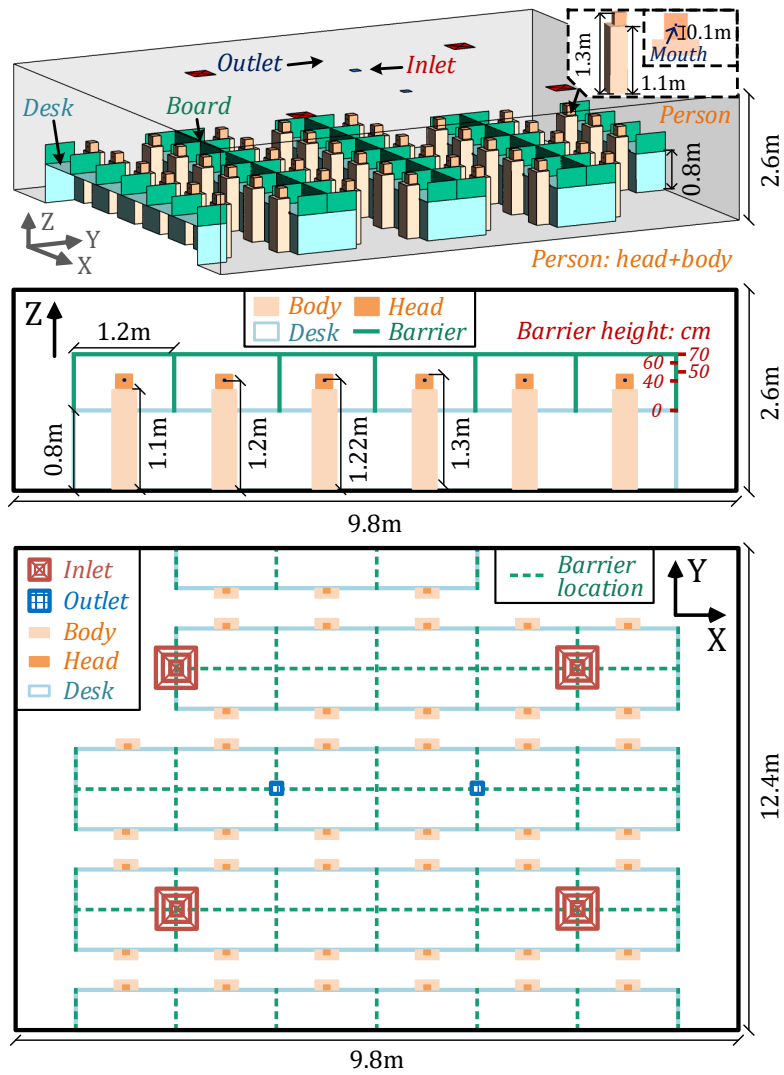 Outlet
Inlet
1.3m
0.1m
Mouth
1.1m
Desk
Board
Person
2.6m
0.8m
Z
Y
X
Person: head+body
Z
1.2m
Body
Head
Desk
Barrier
Barrier height: cm
60
70
50
40
0
0.8m
1.1m
1.2m
1.22m
1.3m
2.6m
9.8m
Inlet
Outlet
Body
Head
Desk
Barrier
location
Y
X
12.4m
9.8m